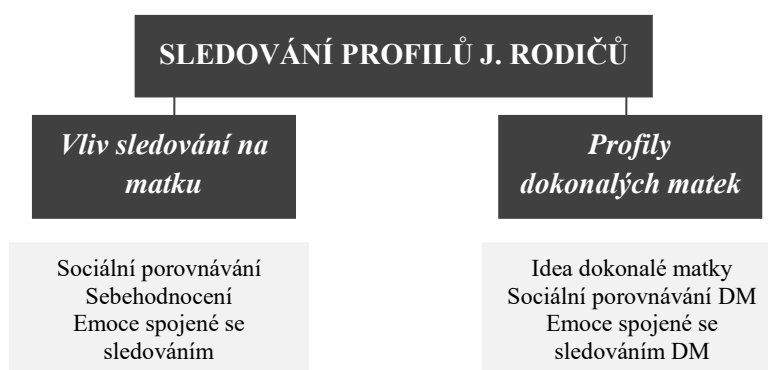 SLEDOVÁNÍ PROFILŮ J. RODIČŮ
Vliv sledování na
matku
Profily
dokonalých matek
Sociální porovnávání
Sebehodnocení
Emoce spojené se
sledováním
Idea dokonalé matky
Sociální porovnávání DM
Emoce spojené se
sledováním DM